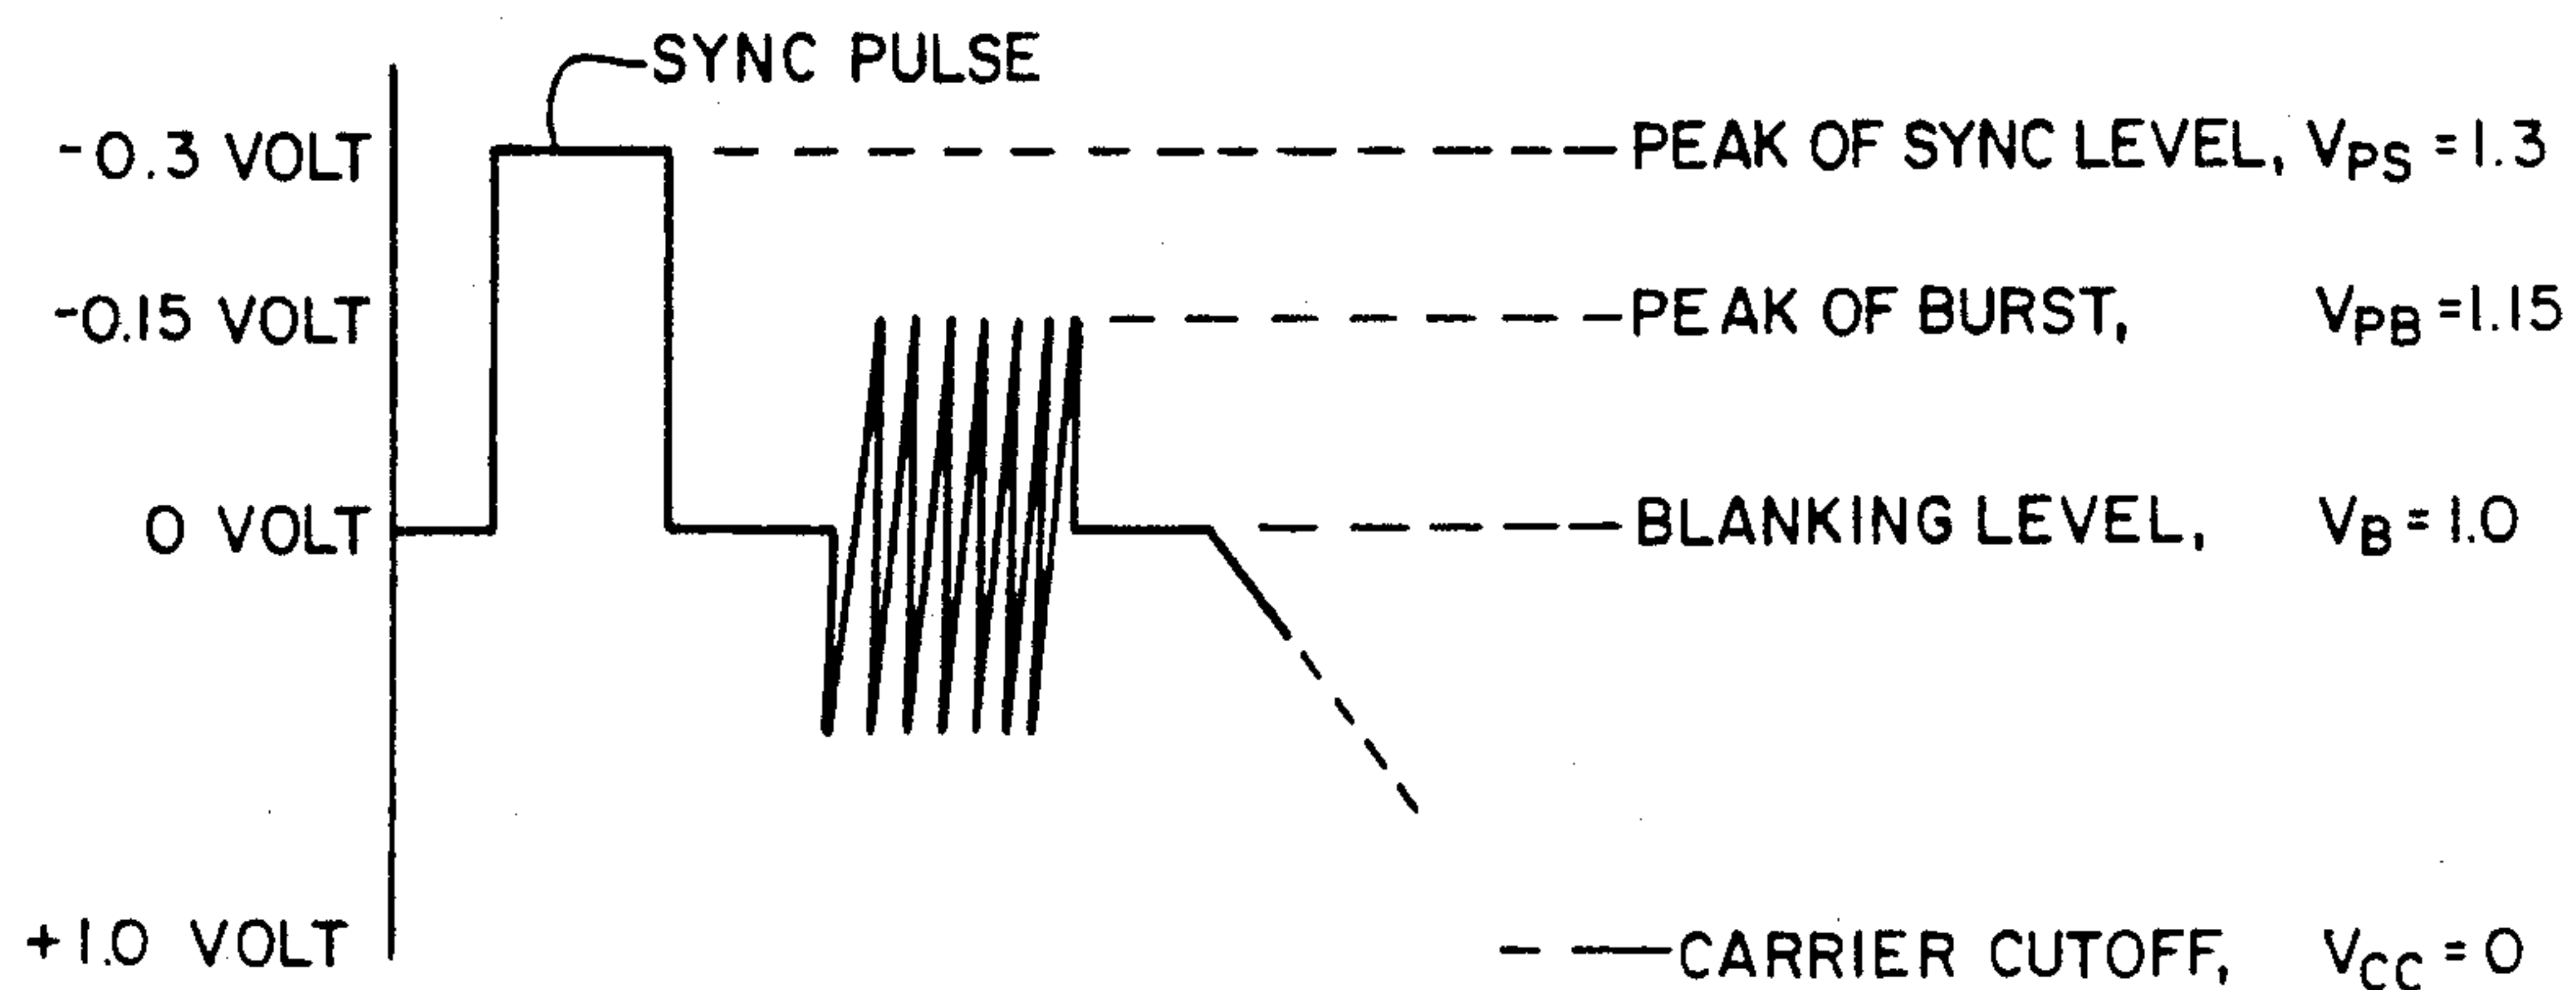 SYNC PULSE
-0.3 VOLT
PEAK OF SYNC LEVEL, VPS = 1.3
-0.15 VOLT
PEAK OF BURST, VPB = 1.15
0 VOLT
BLANKING LEVEL, VB = 1.0
+1.0 VOLT
CARRIER CUTOFF, VCC = 0